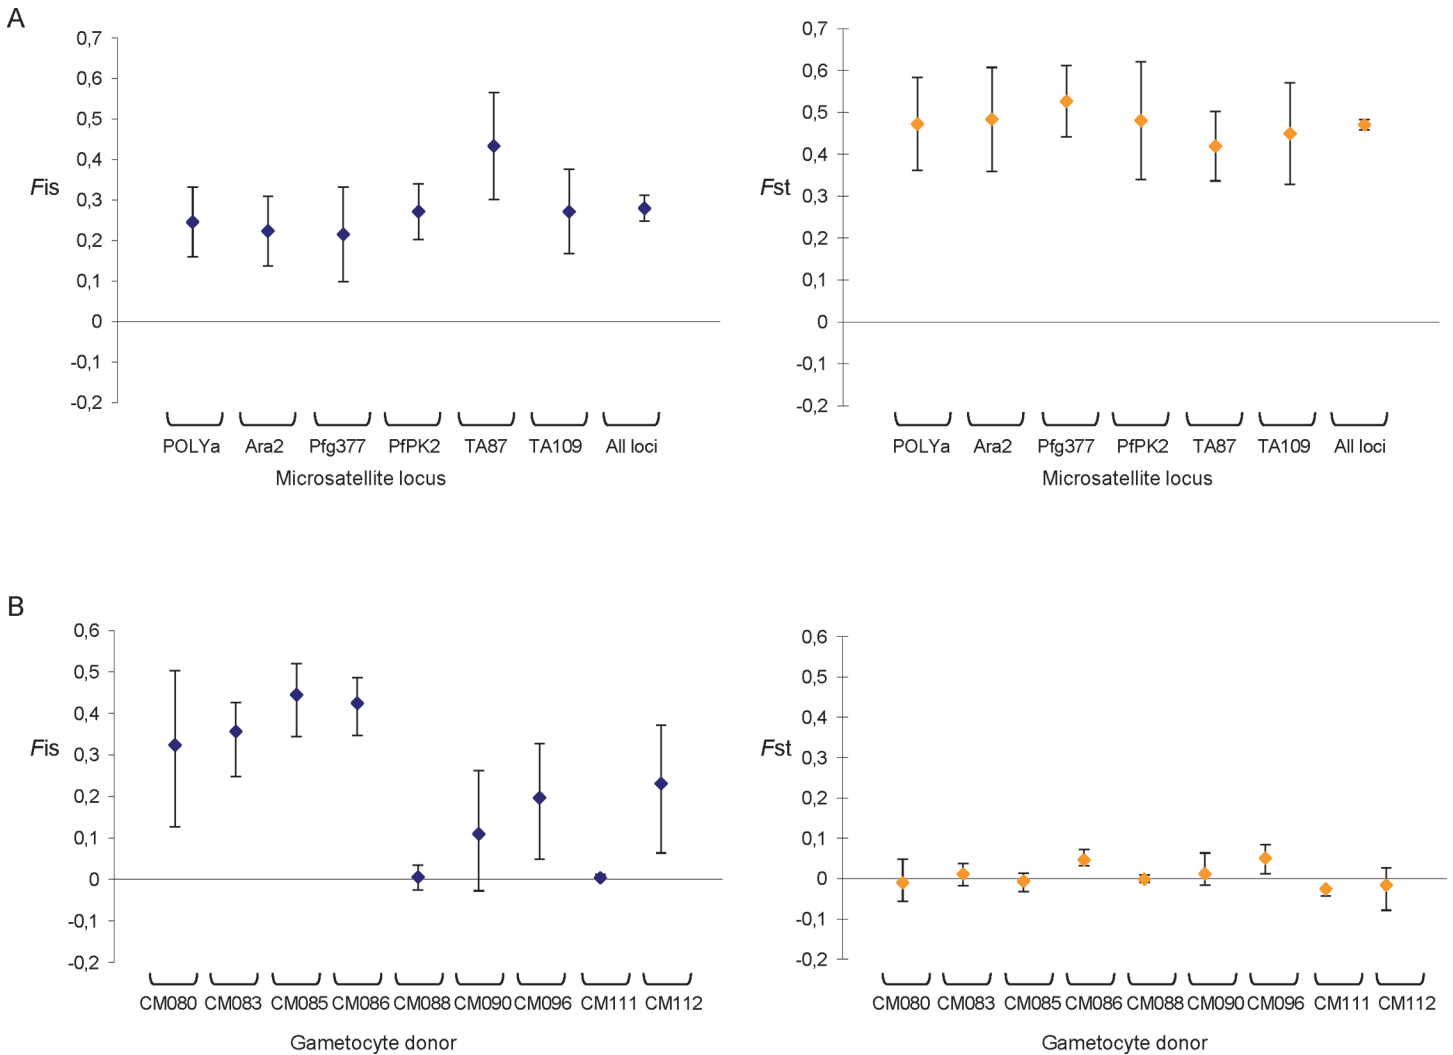 A
0,7
0,6
0,5
0,4
0,3
0,2
0,1
0
-0,1
-0,2
Fis
POLYa Ara2 Pfg377 PfPK2 TA87 TA109 All loci
Microsatellite locus
0,7
0,6
0,5
0,4
0,3
0,2
0,1
0
-0,1
-0,2
Fst
POLYa Ara2 Pfg377 PfPK2 TA87 TA109 All loci
Microsatellite locus
B
0,6
0,5
0,4
0,3
0,2
0,1
0
-0,1
-0,2
Fis
CM080 CM083 CM085 CM086 CM088 CM090 CM096 CM111 CM112
Gametocyte donor
0,6
0,5
0,4
0,3
0,2
0,1
0
-0,1
-0,2
Fst
CM080 CM083 CM085 CM086 CM088 CM090 CM096 CM111 CM112
Gametocyte donor